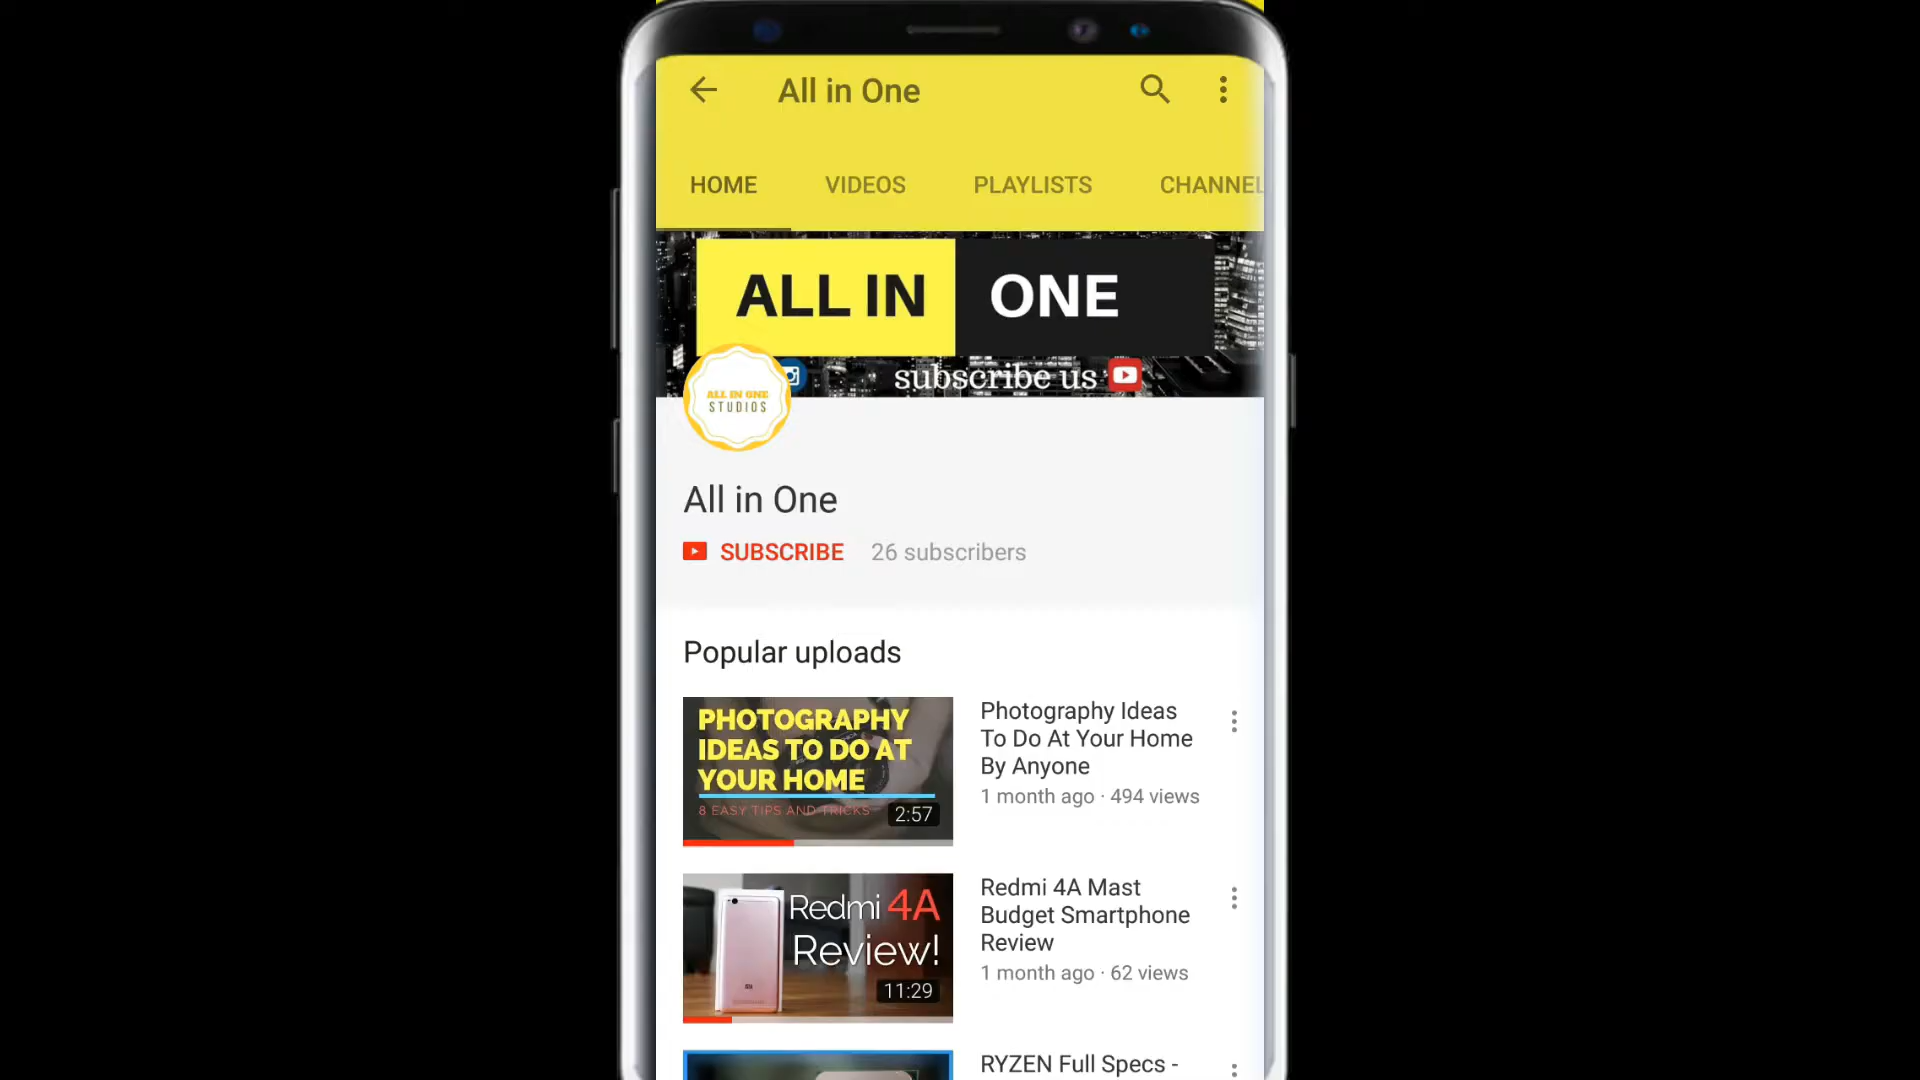 All in One
HOME VIDEOS PLAYLISTS CHANNEL
ALL IN ONE
subscribe us
ALL IN ONE
STUDIOS
All in One
SUBSCRIBE 26 subscribers
Popular uploads
PHOTOGRAPHY
IDEAS TO DO AT
YOUR HOME
8 EASY TIPS AND TRICKS
2:57
Photography Ideas
To Do At Your Home
By Anyone
1 month ago · 494 views
Redmi 4A
Review!
11:29
Redmi 4A Mast
Budget Smartphone
Review
1 month ago · 62 views
RYZEN Full Specs -